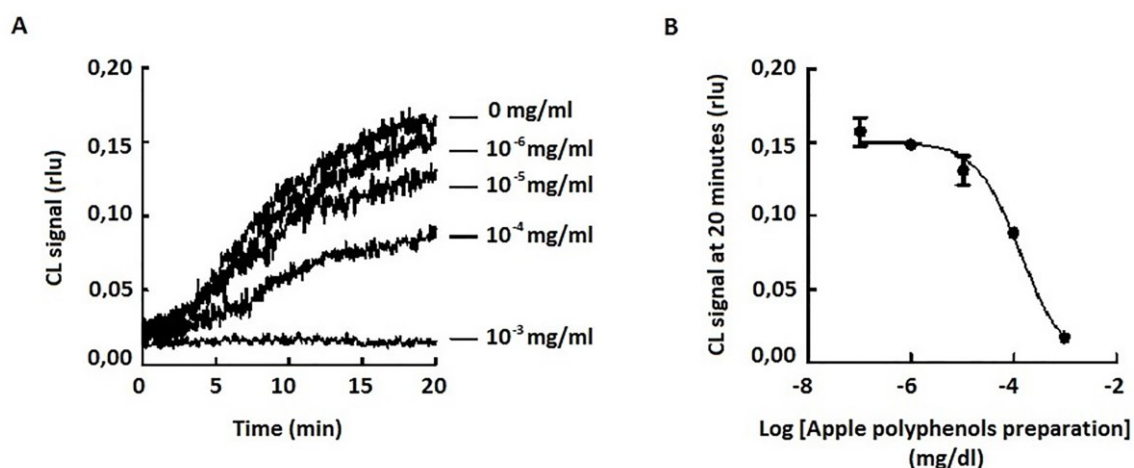 A
0,20
0,15
0,10
0,05
0,00
CL signal (rlu)
0 5 10 15 20
Time (min)
0 mg/ml
10-6 mg/ml
10-5 mg/ml
10-4 mg/ml
10-3 mg/ml
B
0,20
0,15
0,10
0,05
0,00
CL signal at 20 minutes (rlu)
-8 -6 -4 -2
Log [Apple polyphenols preparation]
(mg/dl)